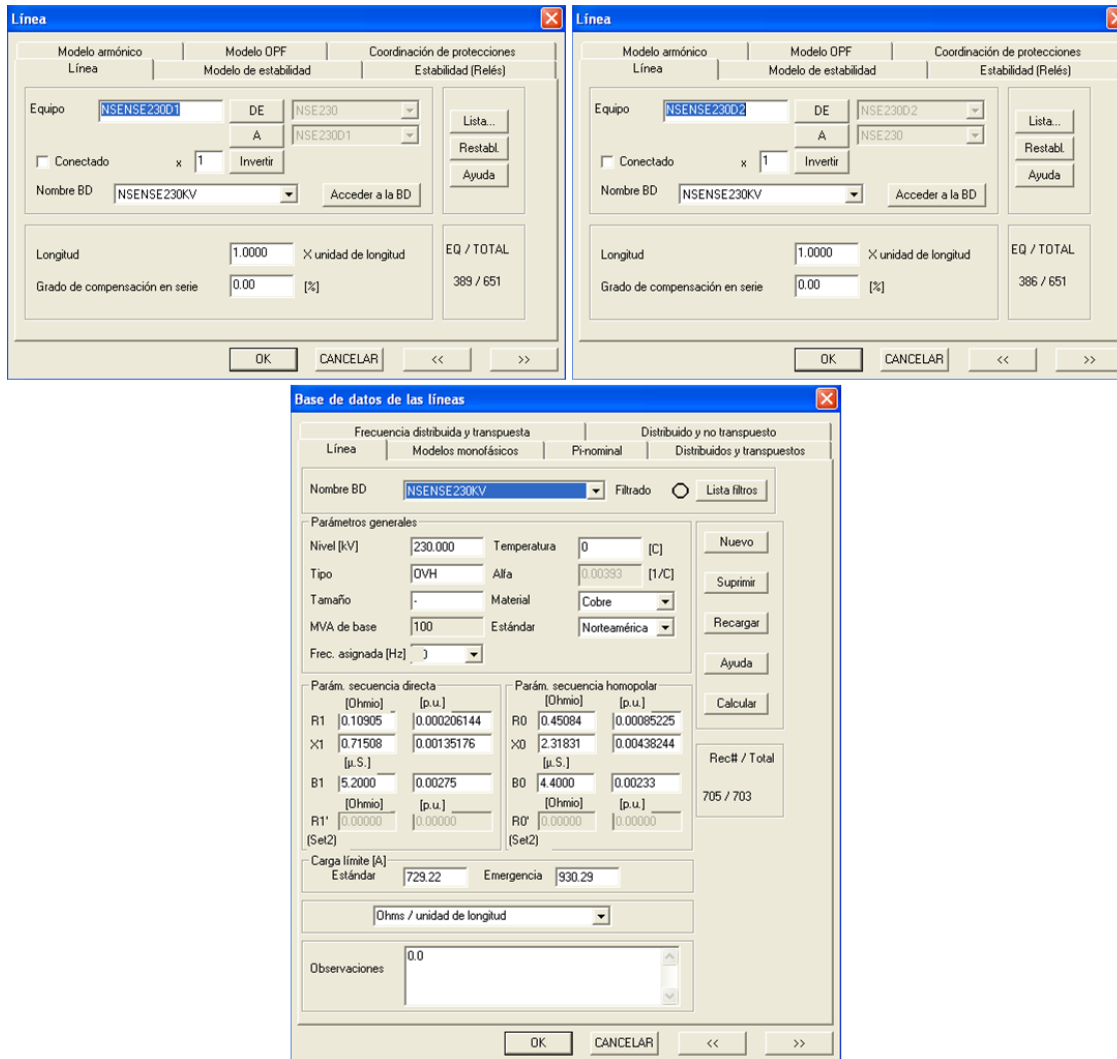 Línea
Modelo armónico Modelo OPF Coordinación de protecciones
Línea Modelo de estabilidad Estabilidad (Relés)
Equipo NSENSE230D1 DE NSE230
A NSE230D1
Conectado x 1 Invertir
Nombre BD NSENSE230KV Acceder a la BD
Lista...
Restabl.
Ayuda
Longitud 1.0000 X unidad de longitud
Grado de compensación en serie 0.00 [%]
EQ / TOTAL
389 / 651
OK CANCELAR << >>
Línea
Modelo armónico Modelo OPF Coordinación de protecciones
Línea Modelo de estabilidad Estabilidad (Relés)
Equipo NSENSE230D2 DE NSE230D2
A NSE230
Conectado x 1 Invertir
Nombre BD NSENSE230KV Acceder a la BD
Lista...
Restabl.
Ayuda
Longitud 1.0000 X unidad de longitud
Grado de compensación en serie 0.00 [%]
EQ / TOTAL
386 / 651
OK CANCELAR << >>
Base de datos de las líneas
Frecuencia distribuida y transpuesta Distribuido y no transpuesto
Línea Modelos monofásicos Pi-nominal Distribuidos y transpuestos
Nombre BD NSENSE230KV Filtrado Lista filtros
Parámetros generales
Nivel [kV] 230.000 Temperatura 0 [C]
Tipo OVH Alfa 0.00393 [1/C]
Tamaño - Material Cobre
MVA de base 100 Estándar Norteamérica
Frec. asignada [Hz]
Nuevo
Suprimir
Recargar
Ayuda
Calcular
Parám. secuencia directa
[Ohmio] [p.u.]
R1 0.10905 0.000206144
X1 0.71508 0.00135176
[µ.S.]
B1 5.2000 0.00275
[Ohmio] [p.u.]
R1' 0.00000 0.00000
(Set2)
Parám. secuencia homopolar
[Ohmio] [p.u.]
R0 0.45084 0.00085225
X0 2.31831 0.00438244
[µ.S.]
B0 4.4000 0.00233
[Ohmio] [p.u.]
R0' 0.00000 0.00000
(Set2)
Rec# / Total
705 / 703
Carga límite [A]
Estándar 729.22 Emergencia 930.29
Ohms / unidad de longitud
Observaciones 0.0
OK CANCELAR << >>